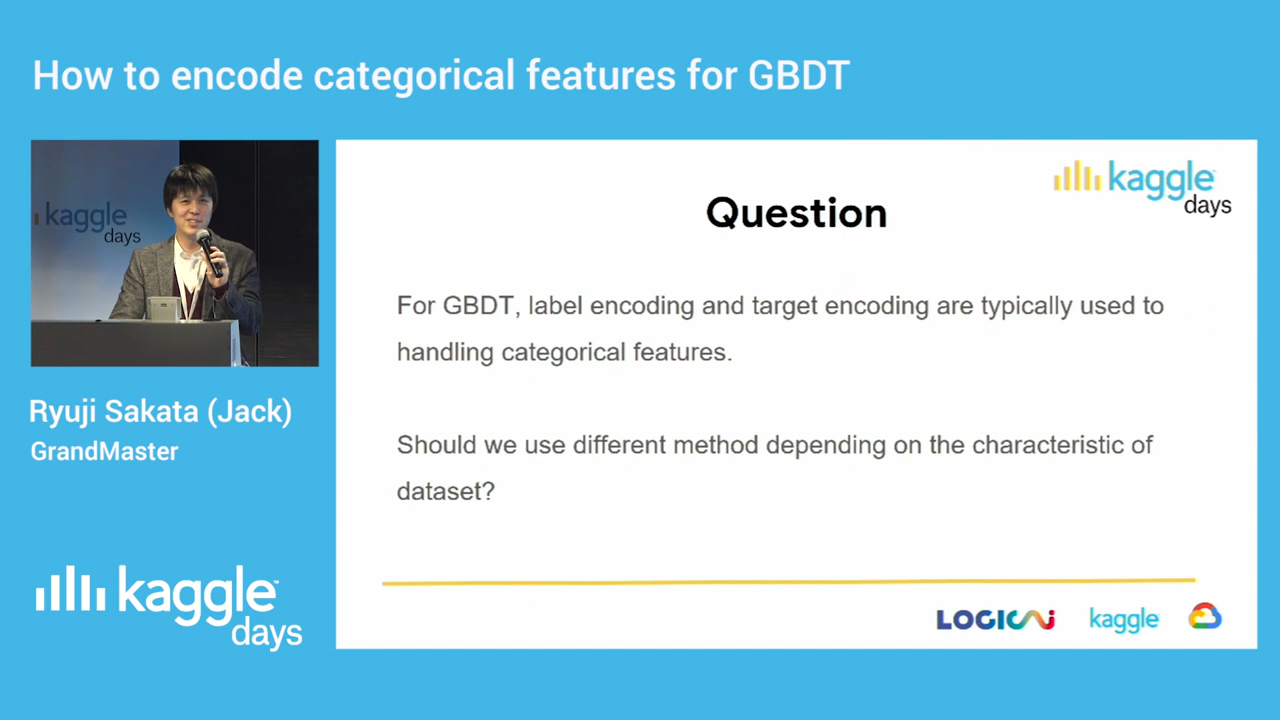 How to encode categorical features for GBDT
kaggle
days
Ryuji Sakata (Jack)
GrandMaster
kaggle
days
kaggle
days
Question
For GBDT, label encoding and target encoding are typically used to
handling categorical features.
Should we use different method depending on the characteristic of
dataset?
LOGICAI
kaggle